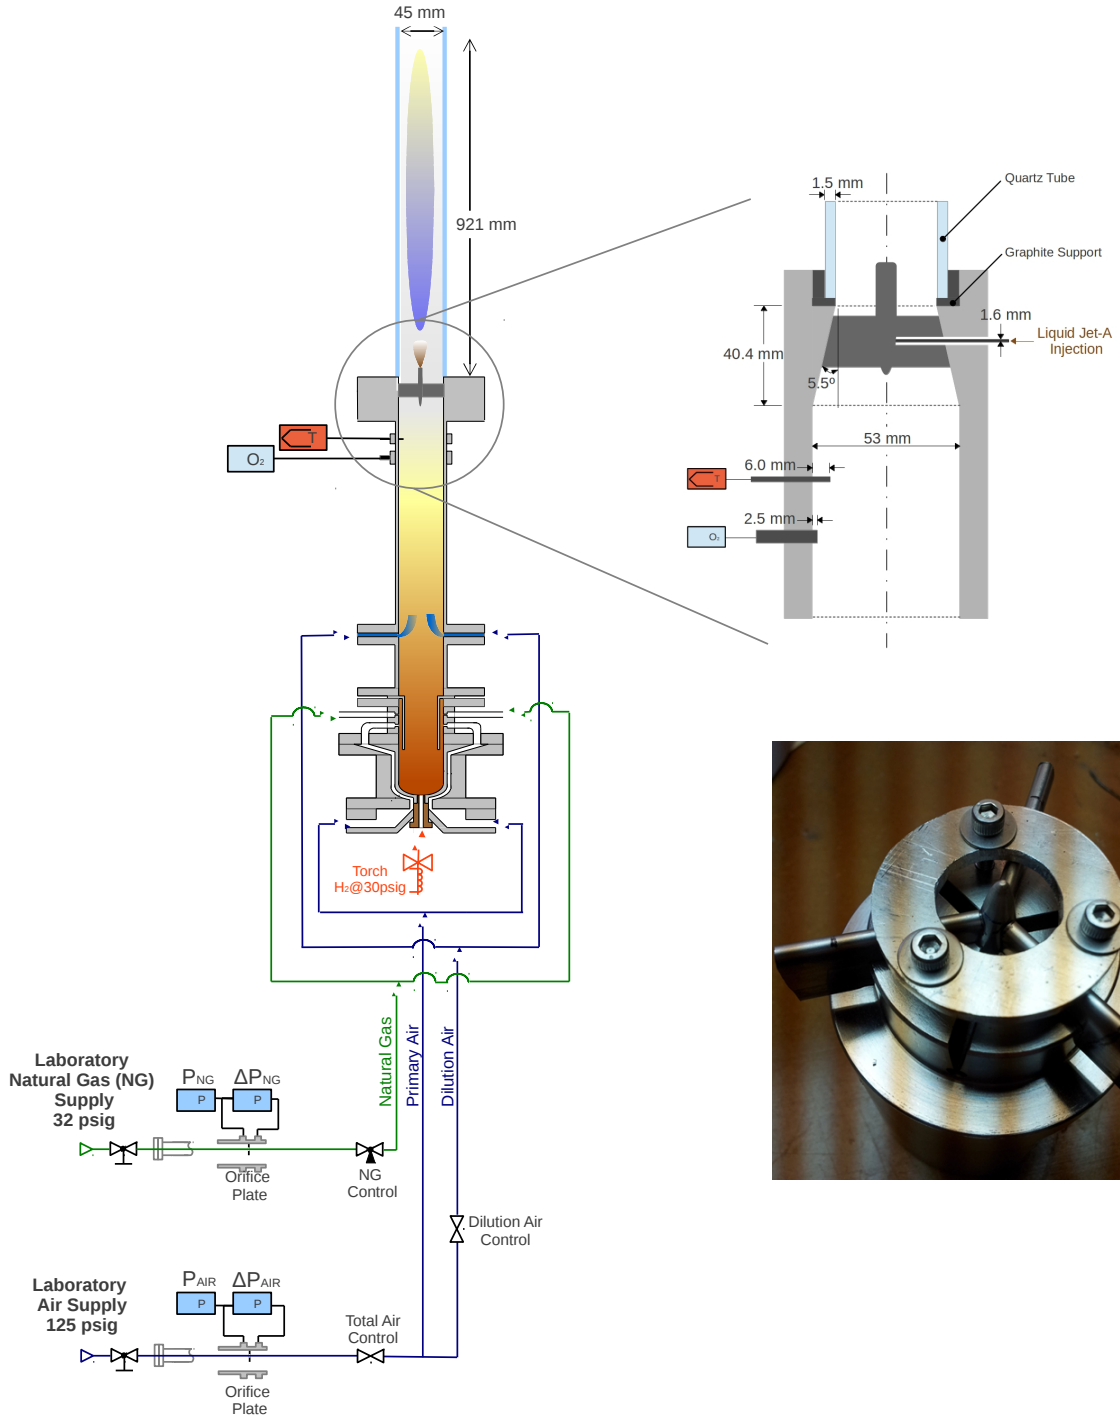 45 mm
921 mm
1.5 mm
Quartz Tube
Graphite Support
1.6 mm
Liquid Jet-A
Injection
40.4 mm
5.5º
53 mm
T
O₂
6.0 mm
T
2.5 mm
O₂
Torch
H₂@30psig
Natural Gas
Primary Air
Dilution Air
Laboratory
Natural Gas (NG)
Supply
32 psig
PNG
ΔPNG
P
P
Orifice
Plate
NG
Control
Dilution Air
Control
Laboratory
Air Supply
125 psig
PAIR
ΔPAIR
P
P
Total Air
Control
Orifice
Plate